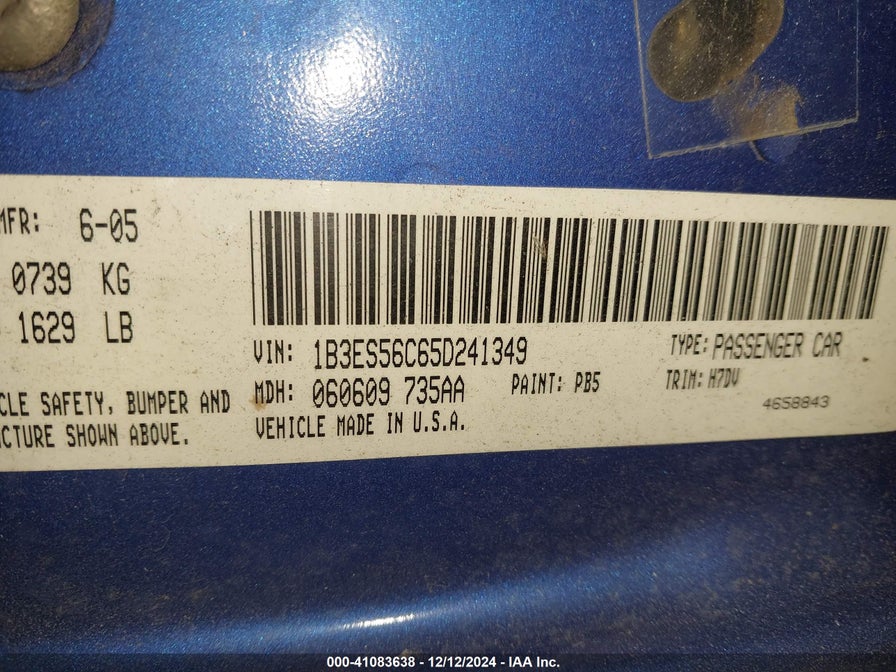 MFR: 6-05
0739 KG
1629 LB
CLE SAFETY, BUMPER AND
ACTURE SHOWN ABOVE.
VIN: 1B3ES56C65D241349
TYPE: PASSENGER CAR
MDH: 060609 735AA
PAINT: PB5
TRIM: H7DV
VEHICLE MADE IN U.S.A.
4658843
000-41083638 - 12/12/2024 - IAA Inc.